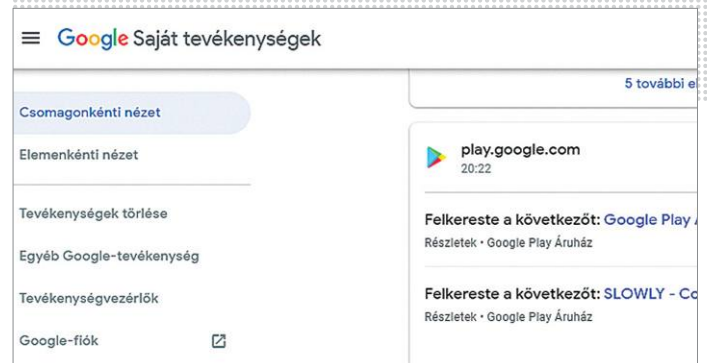 Google Saját tevékenységek
Csomagonkénti nézet
Elemenkénti nézet
Tevékenységek törlése
Egyéb Google-tevékenység
Tevékenységvezérlők
Google-fiók
5 további
play.google.com
20:22
Felkereste a következőt: Google Play
Részletek • Google Play Áruház
Felkereste a következőt: SLOWLY -
Részletek • Google Play Áruház